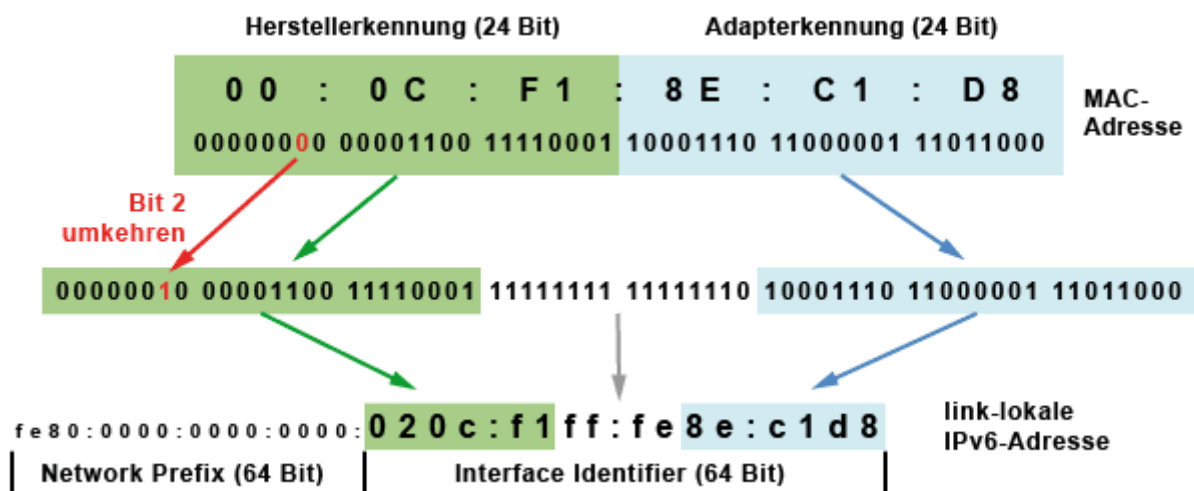 Herstellerkennung (24 Bit) Adapterkennung (24 Bit)
00 : 0C : F1 : 8E : C1 : D8
MAC-
Adresse
00000000 00001100 11110001 10001110 11000001 11011000
Bit 2
umkehren
00000010 00001100 11110001 11111111 11111110 10001110 11000001 11011000
fe80:0000:0000:0000:020c:f1ff:fe8e:c1d8
link-lokale
IPv6-Adresse
Network Prefix (64 Bit) Interface Identifier (64 Bit)